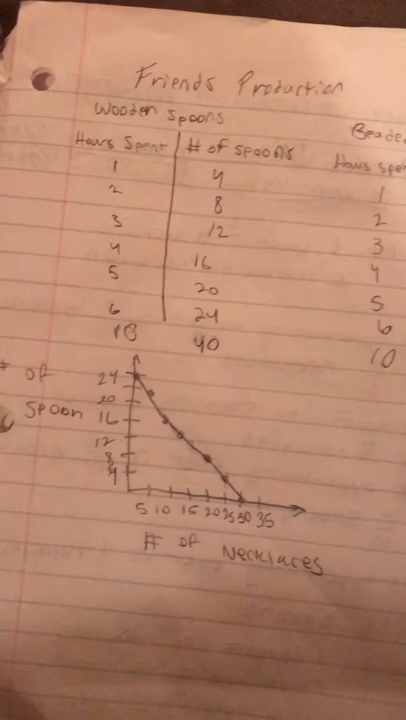 Friends Production
Wooden Spoons
Beade
Hours Spent # of spoons Hours spe
1 4 1
2 8 2
3 12 3
4 16 4
5 20 5
6 24 6
10 40 10
# of
Spoon
24
20
16
12
8
4
5 10 15 20 25 30 35
# of Necklaces